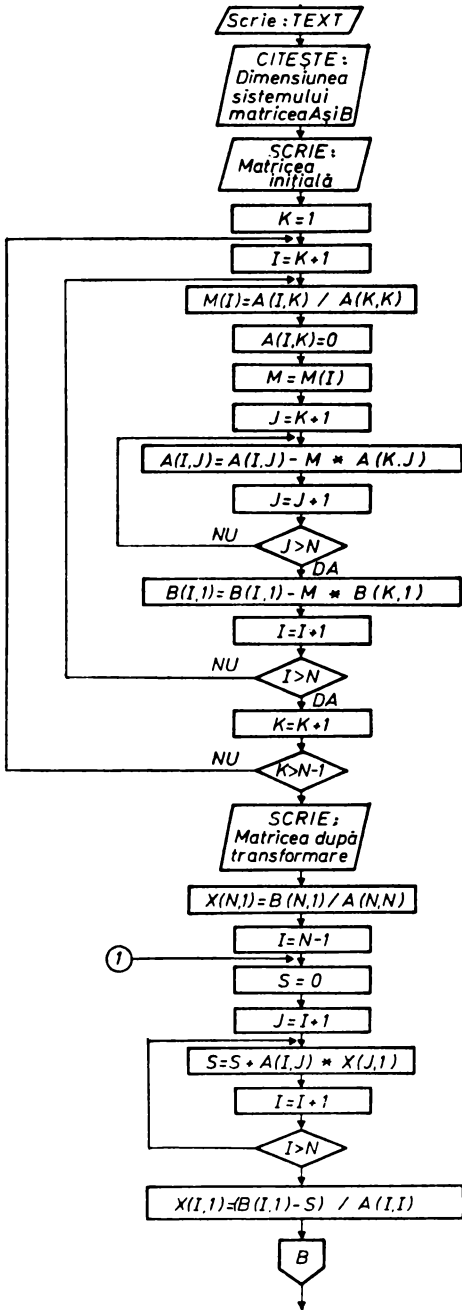 Scrie: TEXT
CITEȘTE:
Dimensiunea
sistemului
matricea A și B
SCRIE:
Matricea
inițială
K=1
I=K+1
M(I)=A(I,K) / A(K,K)
A(I,K)=0
M=M(I)
J=K+1
A(I,J)=A(I,J)-M * A(K.J)
J=J+1
NU
J>N
DA
B(I,1)=B(I,1)-M * B(K,1)
I=I+1
NU
I>N
DA
K=K+1
NU
K>N-1
SCRIE:
Matricea după
transformare
X(N,1)=B(N,1)/A(N,N)
I=N-1
1
S=0
J=I+1
S=S+A(I,J) * X(J,1)
I=I+1
I>N
X(I,1)=(B(I,1)-S) / A(I,I)
B